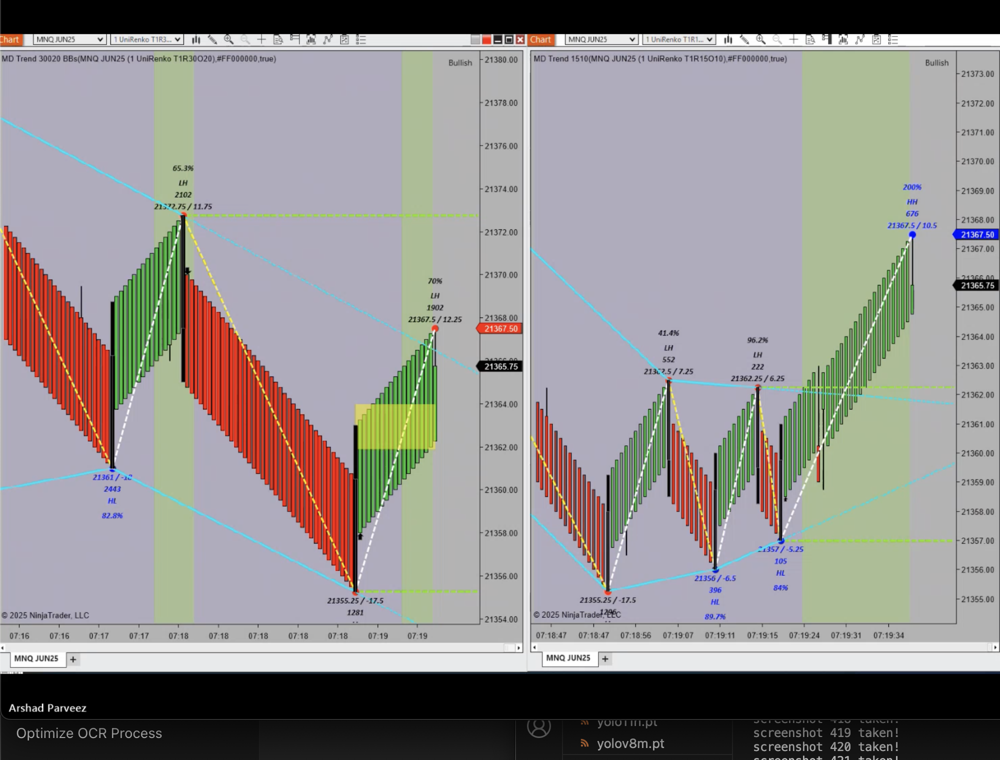 Chart
MNQ JUN25
1 UniRenko T1R3...
Chart
MNQ JUN25
1 UniRenko T1R1...
MD Trend 30020 BBs(MNQ JUN25 (1 UniRenko T1R30O20),#FF000000,true)
Bullish
21380.00
21378.00
21376.00
21374.00
21372.00
21370.00
21368.00
21367.50
21365.75
21364.00
21362.00
21360.00
21358.00
21356.00
21354.00
65.3%
LH
2102
21372.75 / 11.75
70%
LH
1902
21367.5 / 12.25
2443
HL
82.8%
21355.25 / -17.5
1281
© 2025 NinjaTrader, LLC
07:16 07:16 07:17 07:17 07:18 07:18 07:18 07:18 07:19 07:19
MNQ JUN25 +
MD Trend 1510(MNQ JUN25 (1 UniRenko T1R15O10),#FF000000,true)
Bullish
21373.00
21372.00
21371.00
21370.00
21369.00
21368.00
21367.50
21367.00
21365.75
21364.00
21363.00
21362.00
21361.00
21360.00
21359.00
21358.00
21357.00
21356.00
21355.00
200%
HH
676
21367.5 / 10.5
41.4%
LH
552
21362.5 / 7.25
96.2%
LH
222
21362.25 / 6.25
21357 / -5.25
105
HL
84%
21356 / -6.5
396
HL
89.7%
21355.25 / -17.5
© 2025 NinjaTrader, LLC
07:18:47 07:18:47 07:18:56 07:19:07 07:19:11 07:19:15 07:19:24 07:19:31 07:19:34
MNQ JUN25 +
Arshad Parveez
Optimize OCR Process
yolo11n.pt
yolov8m.pt
screenshot 419 taken!
screenshot 420 taken!
screenshot 421 taken!